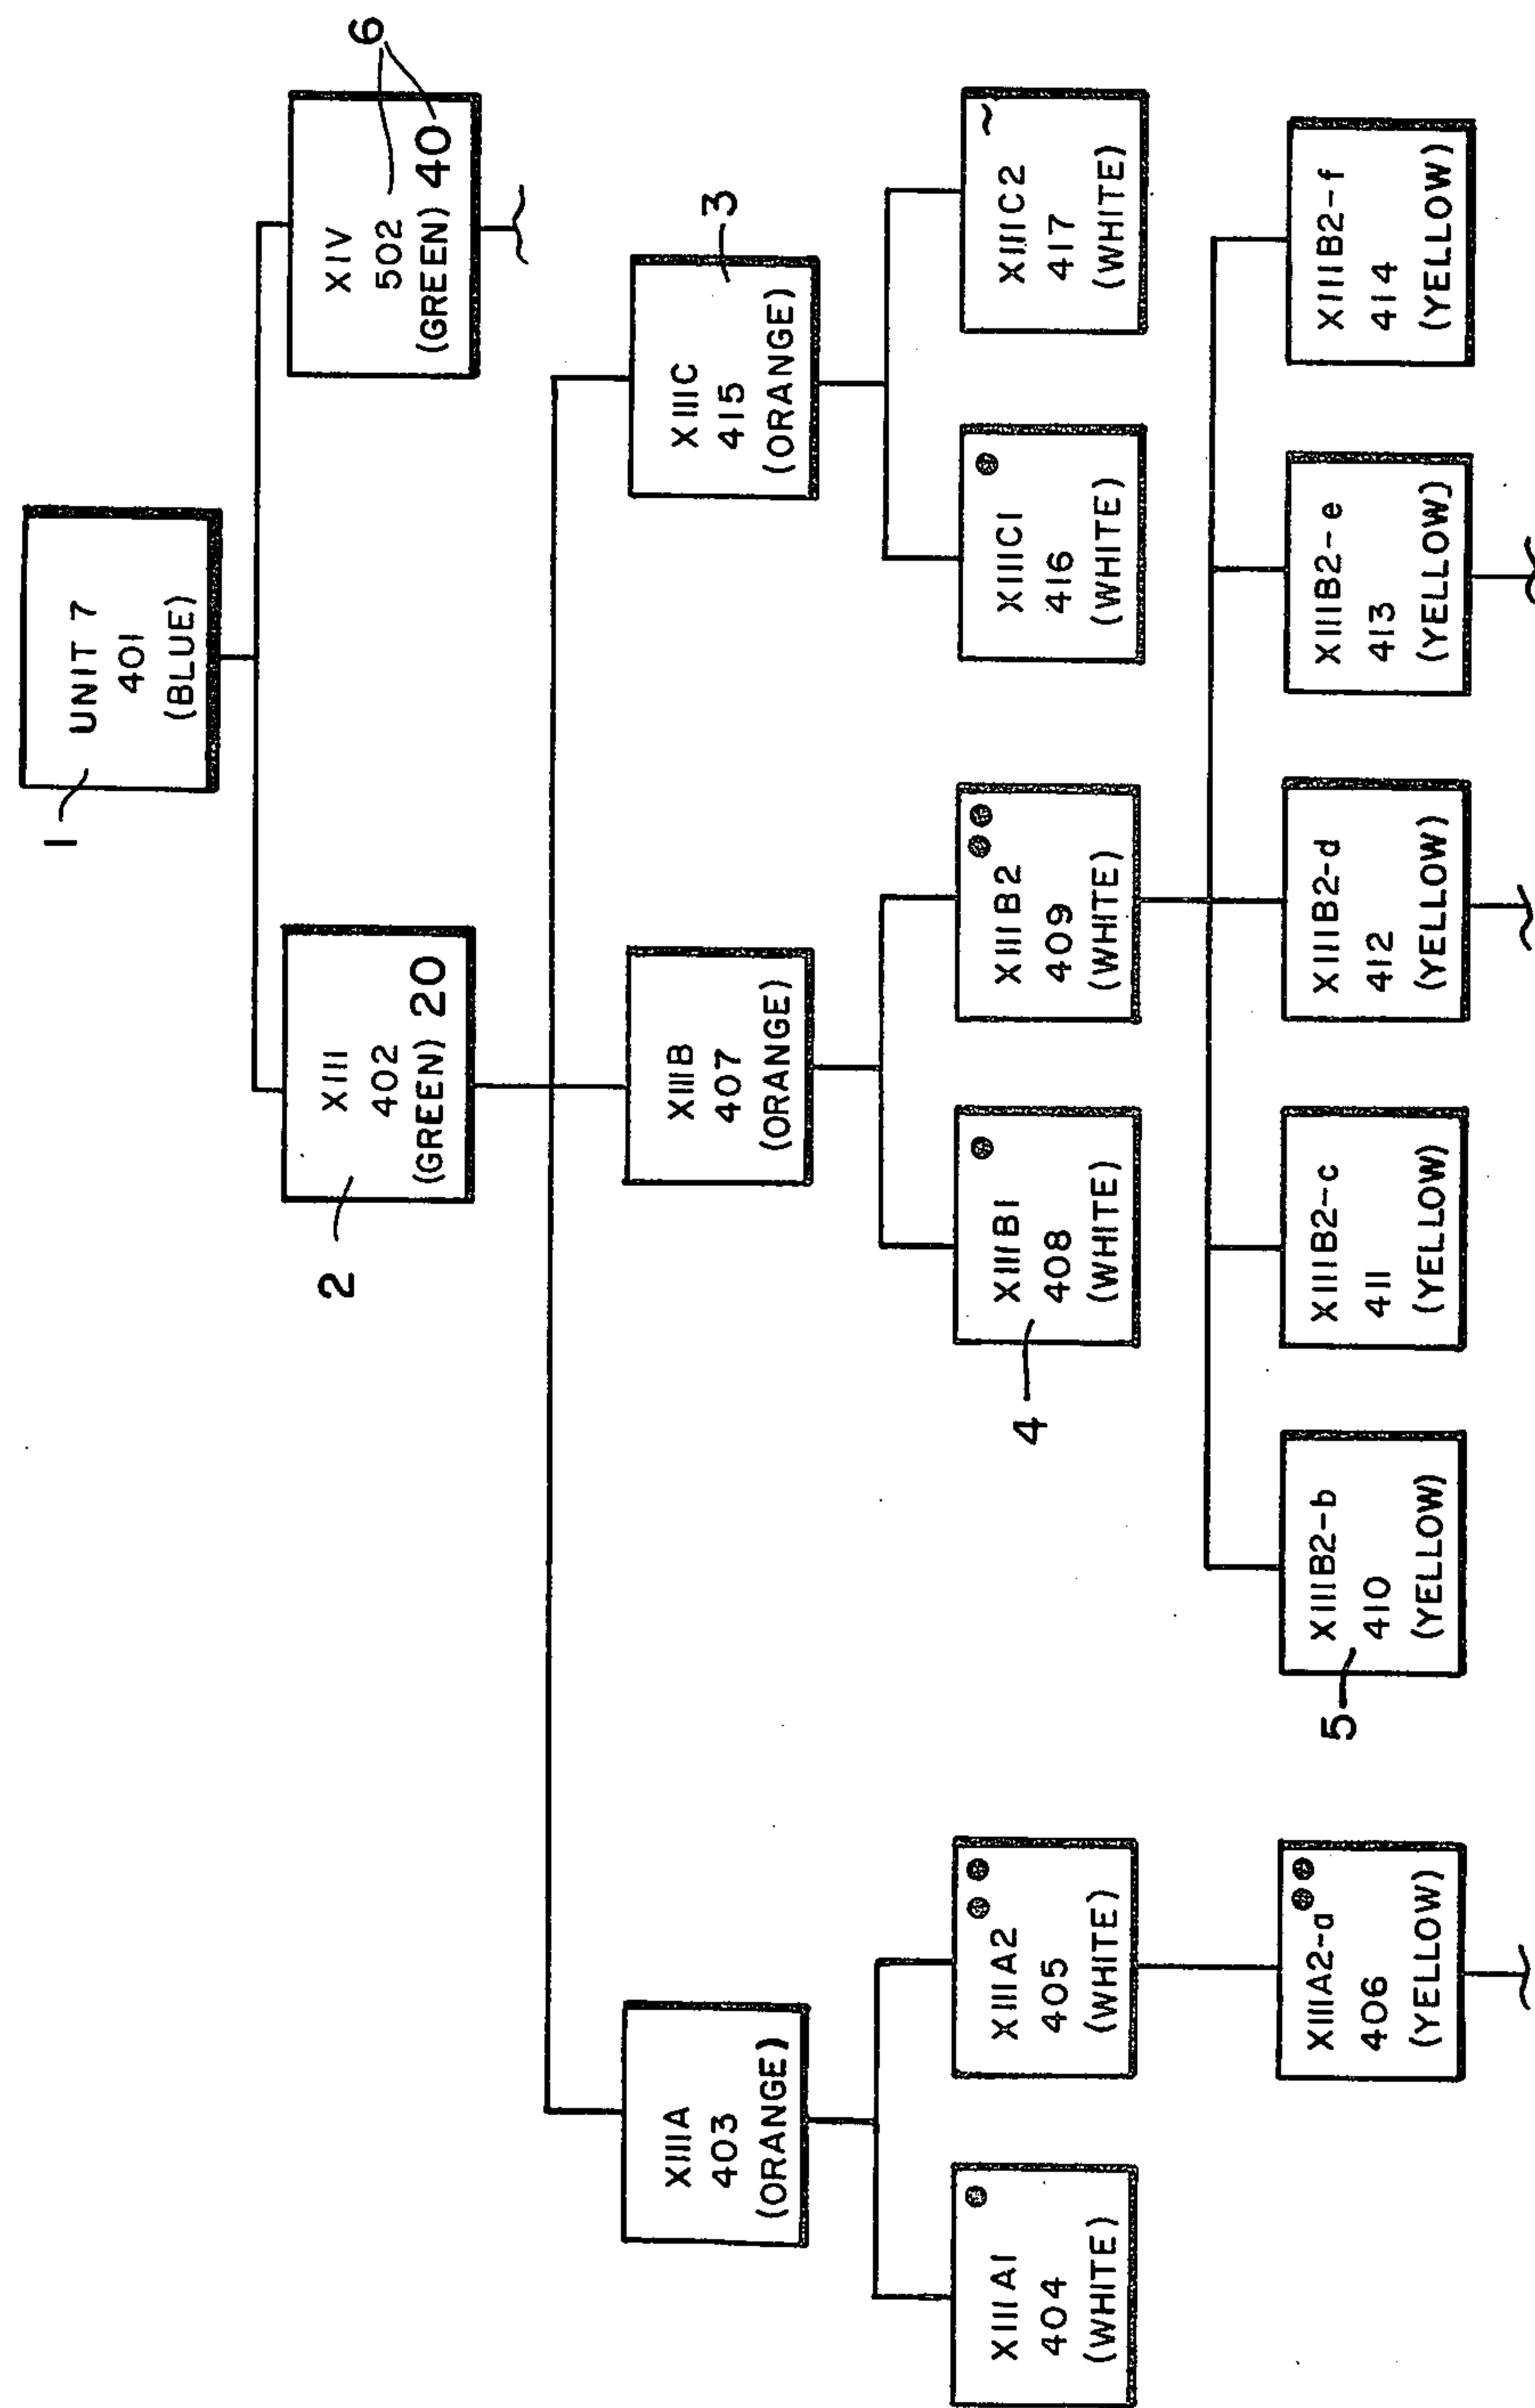 1
UNIT 7
401
(BLUE)
2
XIII
402
(GREEN) 20
XIV
502
(GREEN) 40
6
XIIIA
403
(ORANGE)
XIIIB
407
(ORANGE)
XIIIC
415
(ORANGE)
3
XIIIA1
404
(WHITE)
XIIIA2
405
(WHITE)
4
XIIIB1
408
(WHITE)
XIIIB2
409
(WHITE)
XIIIC1
416
(WHITE)
XIIIC2
417
(WHITE)
XIIIA2-a
406
(YELLOW)
5
XIIIB2-b
410
(YELLOW)
XIIIB2-c
411
(YELLOW)
XIIIB2-d
412
(YELLOW)
XIIIB2-e
413
(YELLOW)
XIIIB2-f
414
(YELLOW)